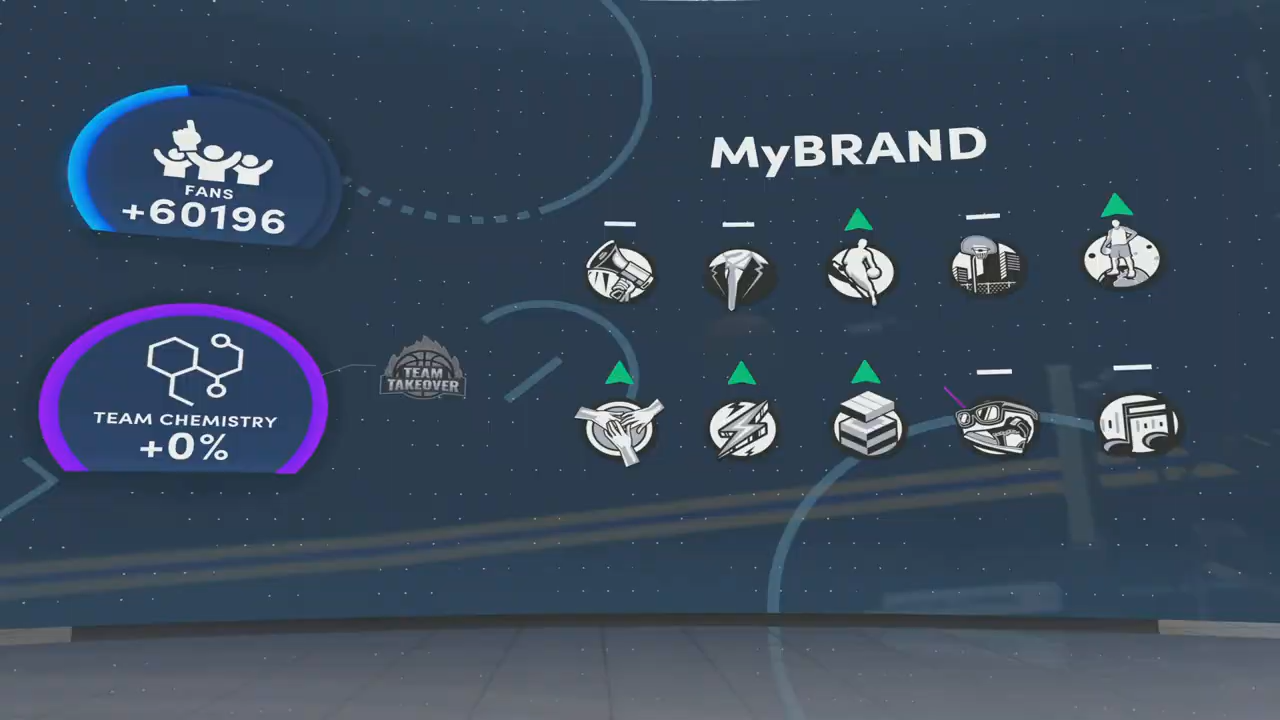 FANS
+60196
TEAM CHEMISTRY
+0%
TEAM
TAKEOVER
MyBRAND